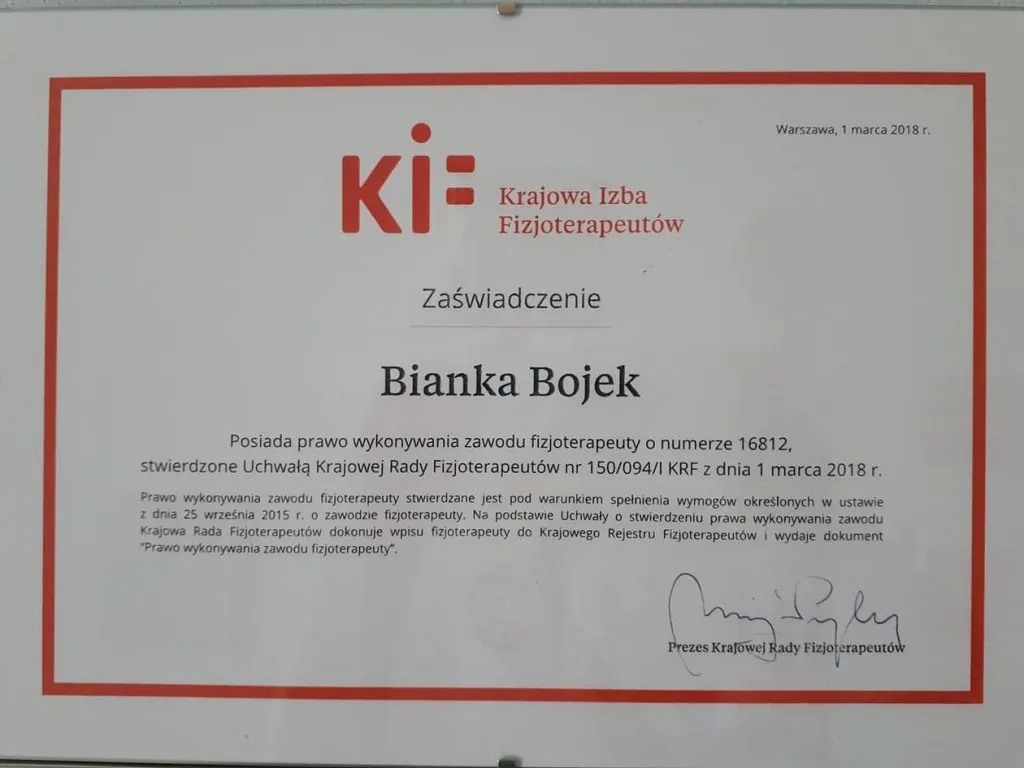 Warszawa, 1 marca 2018 r.
KiF
Krajowa Izba
Fizjoterapeutów
Zaświadczenie
Bianka Bojek
Posiada prawo wykonywania zawodu fizjoterapeuty o numerze 16812,
stwierdzone Uchwałą Krajowej Rady Fizjoterapeutów nr 150/094/I KRF z dnia 1 marca 2018 r.
Prawo wykonywania zawodu fizjoterapeuty stwierdzane jest pod warunkiem spełnienia wymogów określonych w ustawie
z dnia 25 września 2015 r. o zawodzie fizjoterapeuty. Na podstawie Uchwały o stwierdzeniu prawa wykonywania zawodu
Krajowa Rada Fizjoterapeutów dokonuje wpisu fizjoterapeuty do Krajowego Rejestru Fizjoterapeutów i wydaje dokument
"Prawo wykonywania zawodu fizjoterapeuty".
Prezes Krajowej Rady Fizjoterapeutów